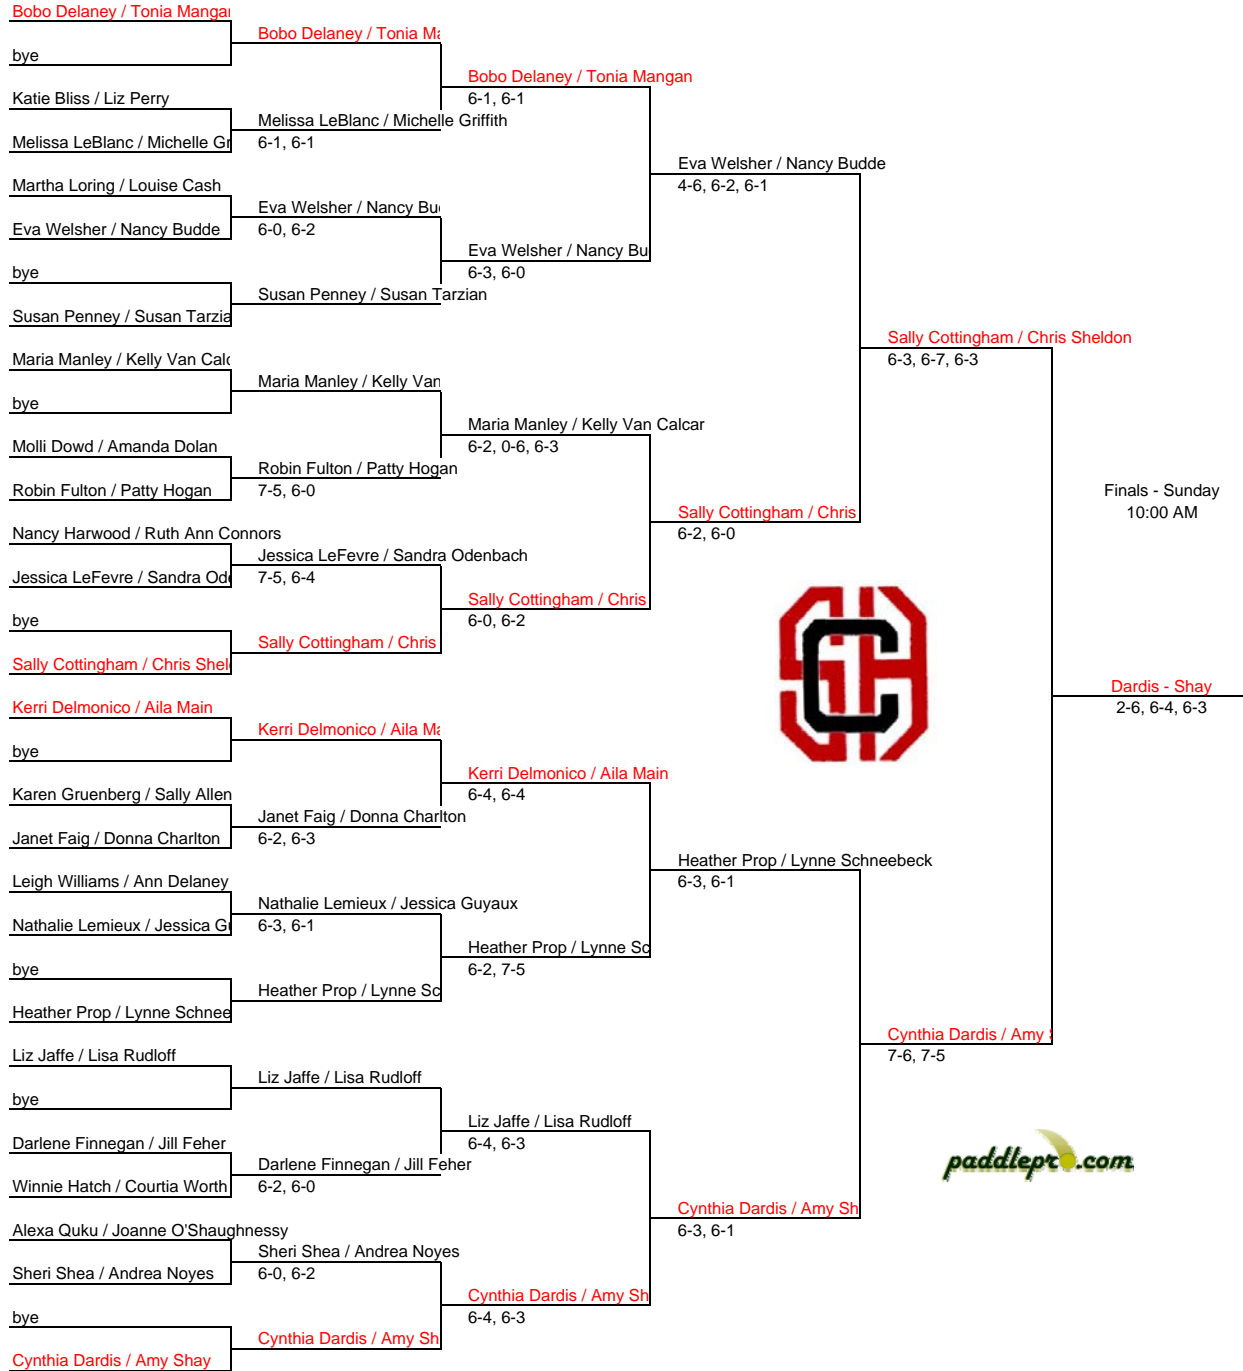 Bobo Delaney / Tonia Mangan
bye
Katie Bliss / Liz Perry
Melissa LeBlanc / Michelle Gr
Martha Loring / Louise Cash
Eva Welsher / Nancy Budde
bye
Susan Penney / Susan Tarzia
Maria Manley / Kelly Van Calc
bye
Molli Dowd / Amanda Dolan
Robin Fulton / Patty Hogan
Nancy Harwood / Ruth Ann Connors
Jessica LeFevre / Sandra Ode
bye
Sally Cottingham / Chris Shel
Kerri Delmonico / Aila Main
bye
Karen Gruenberg / Sally Allen
Janet Faig / Donna Charlton
Leigh Williams / Ann Delaney
Nathalie Lemieux / Jessica Gu
bye
Heather Prop / Lynne Schnee
Liz Jaffe / Lisa Rudloff
bye
Darlene Finnegan / Jill Feher
Winnie Hatch / Courtia Worth
Alexa Quku / Joanne O'Shaughnessy
Sheri Shea / Andrea Noyes
bye
Cynthia Dardis / Amy Shay
Bobo Delaney / Tonia Ma
Melissa LeBlanc / Michelle Griffith
6-1, 6-1
Eva Welsher / Nancy Bu
6-0, 6-2
Susan Penney / Susan Tarzian
Maria Manley / Kelly Van
Robin Fulton / Patty Hogan
7-5, 6-0
Jessica LeFevre / Sandra Odenbach
7-5, 6-4
Sally Cottingham / Chris
Kerri Delmonico / Aila Ma
Janet Faig / Donna Charlton
6-2, 6-3
Nathalie Lemieux / Jessica Guyaux
6-3, 6-1
Heather Prop / Lynne Sc
Liz Jaffe / Lisa Rudloff
Darlene Finnegan / Jill Feher
6-2, 6-0
Sheri Shea / Andrea Noyes
6-0, 6-2
Cynthia Dardis / Amy Sh
Bobo Delaney / Tonia Mangan
6-1, 6-1
Eva Welsher / Nancy Bu
6-3, 6-0
Maria Manley / Kelly Van Calcar
6-2, 0-6, 6-3
Sally Cottingham / Chris
6-0, 6-2
Kerri Delmonico / Aila Main
6-4, 6-4
Heather Prop / Lynne Sc
6-2, 7-5
Liz Jaffe / Lisa Rudloff
6-4, 6-3
Cynthia Dardis / Amy Sh
6-4, 6-3
Eva Welsher / Nancy Budde
4-6, 6-2, 6-1
Sally Cottingham / Chris
6-2, 6-0
Heather Prop / Lynne Schneebeck
6-3, 6-1
Cynthia Dardis / Amy Sh
6-3, 6-1
Sally Cottingham / Chris Sheldon
6-3, 6-7, 6-3
Cynthia Dardis / Amy S
7-6, 7-5
Finals - Sunday
10:00 AM
Dardis - Shay
2-6, 6-4, 6-3
paddlepro.com